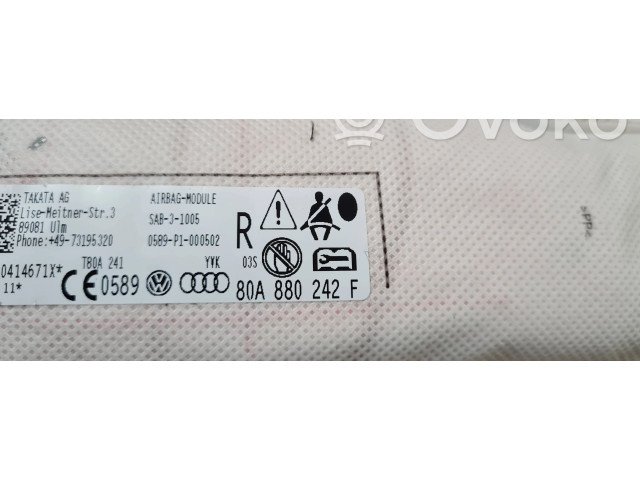 OVOKO
TAKATA AG
Lise-Meitner-Str.3
89081 Ulm
Phone:+49-73195320
AIRBAG-MODULE
SAB-3-1005
0589-P1-000502
R
03S
T80A 241
YVK
0414671X*
11*
CE 0589
80A 880 242 F